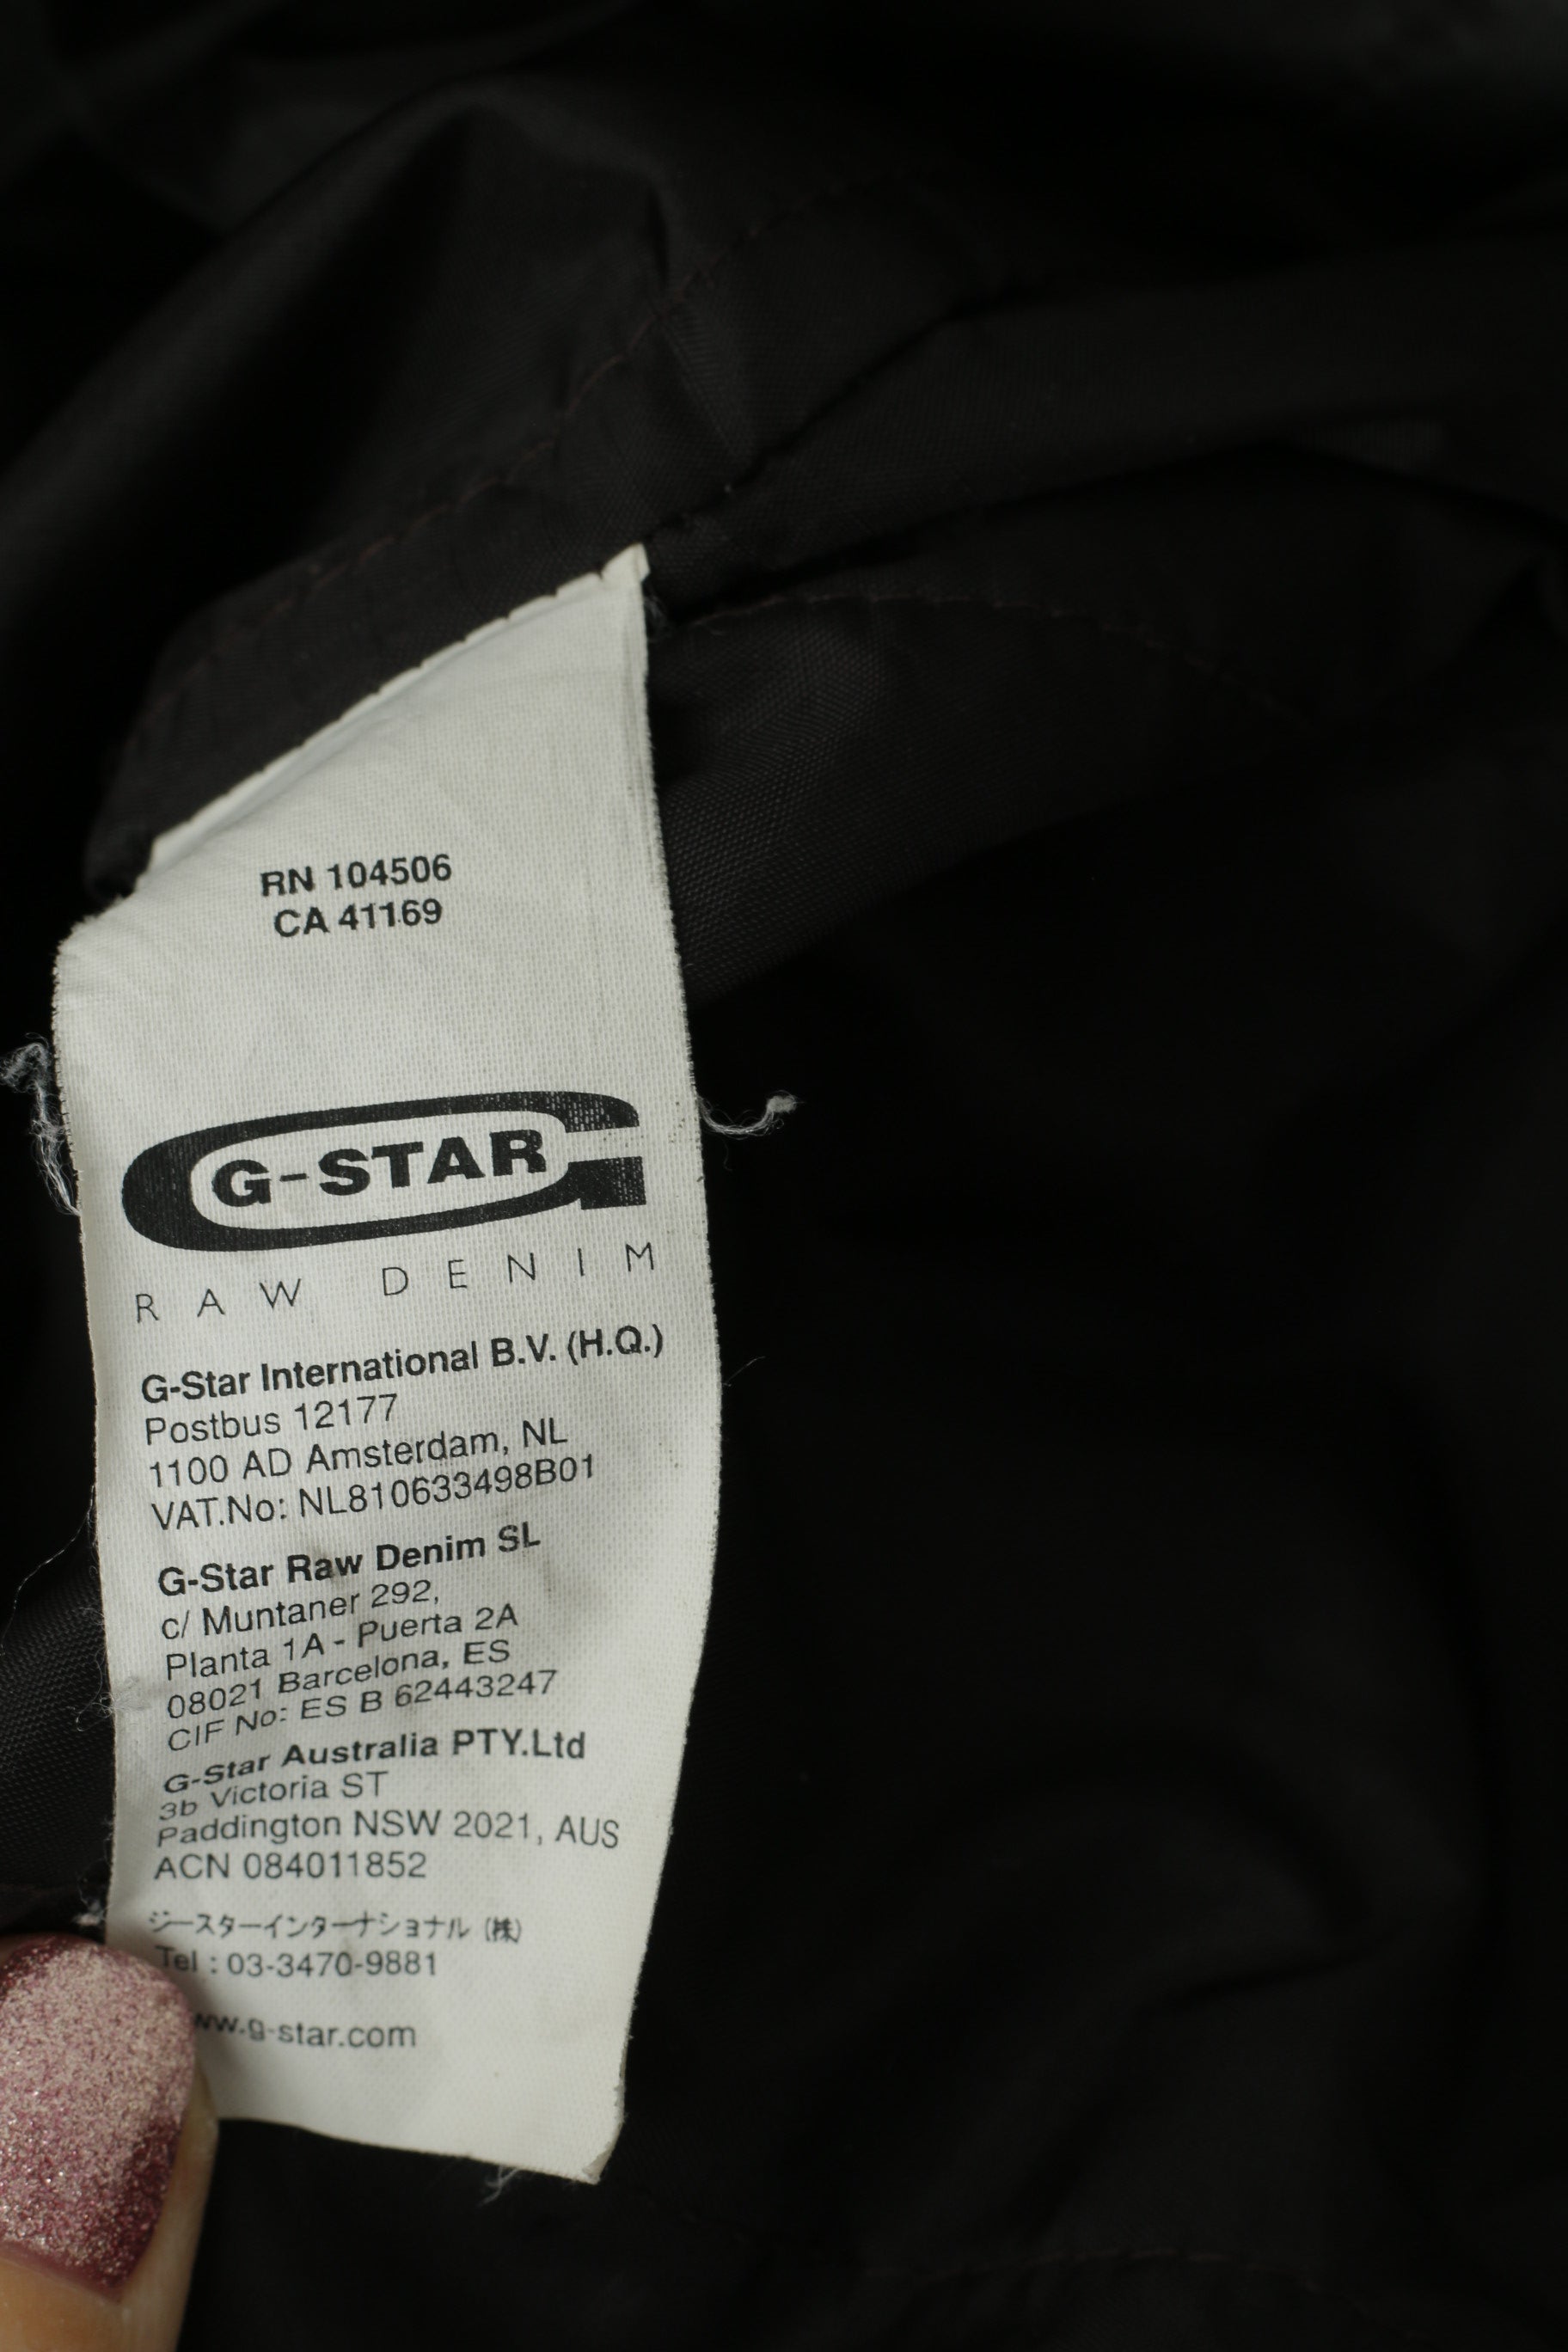 RN 104506
CA 41169
G-STAR
RAW DENIM
G-Star International B.V. (H.Q.)
Postbus 12177
1100 AD Amsterdam, NL
VAT.No: NL810633498B01
G-Star Raw Denim SL
c/ Muntaner 292,
Planta 1A - Puerta 2A
08021 Barcelona, ES
CIF No: ES B 62443247
G-Star Australia PTY.Ltd
3b Victoria ST
Paddington NSW 2021, AUS
ACN 084011852
ジースターインターナショナル (株)
Tel : 03-3470-9881
www.g-star.com